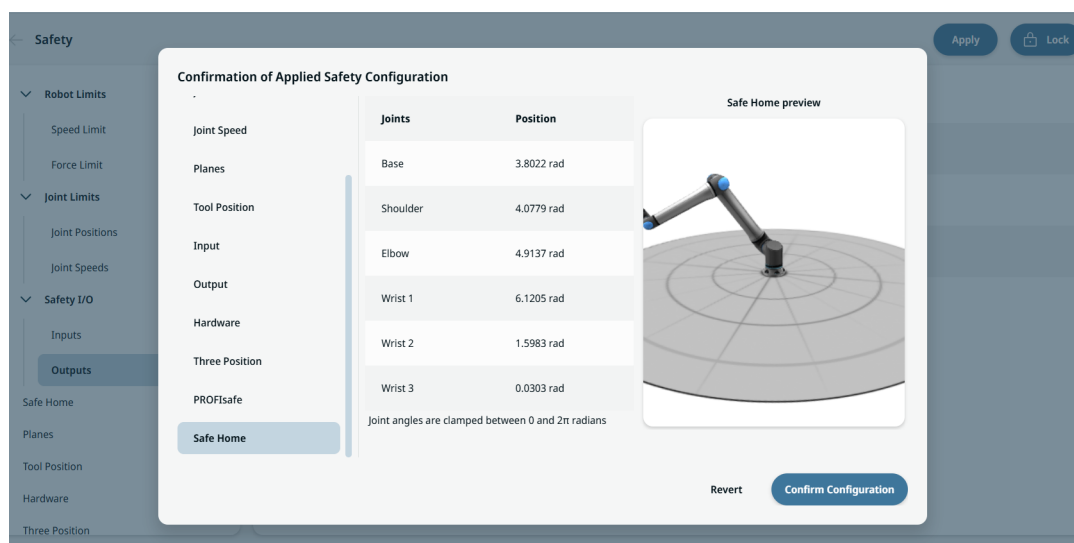 Safety
Apply
Lock
Robot Limits
Speed Limit
Force Limit
Joint Limits
Joint Positions
Joint Speeds
Safety I/O
Inputs
Outputs
Safe Home
Planes
Tool Position
Hardware
Three Position
Confirmation of Applied Safety Configuration
Joint Speed
Planes
Tool Position
Input
Output
Hardware
Three Position
PROFIsafe
Safe Home
Joints Position
Base 3.8022 rad
Shoulder 4.0779 rad
Elbow 4.9137 rad
Wrist 1 6.1205 rad
Wrist 2 1.5983 rad
Wrist 3 0.0303 rad
Joint angles are clamped between 0 and 2π radians
Safe Home preview
Revert
Confirm Configuration